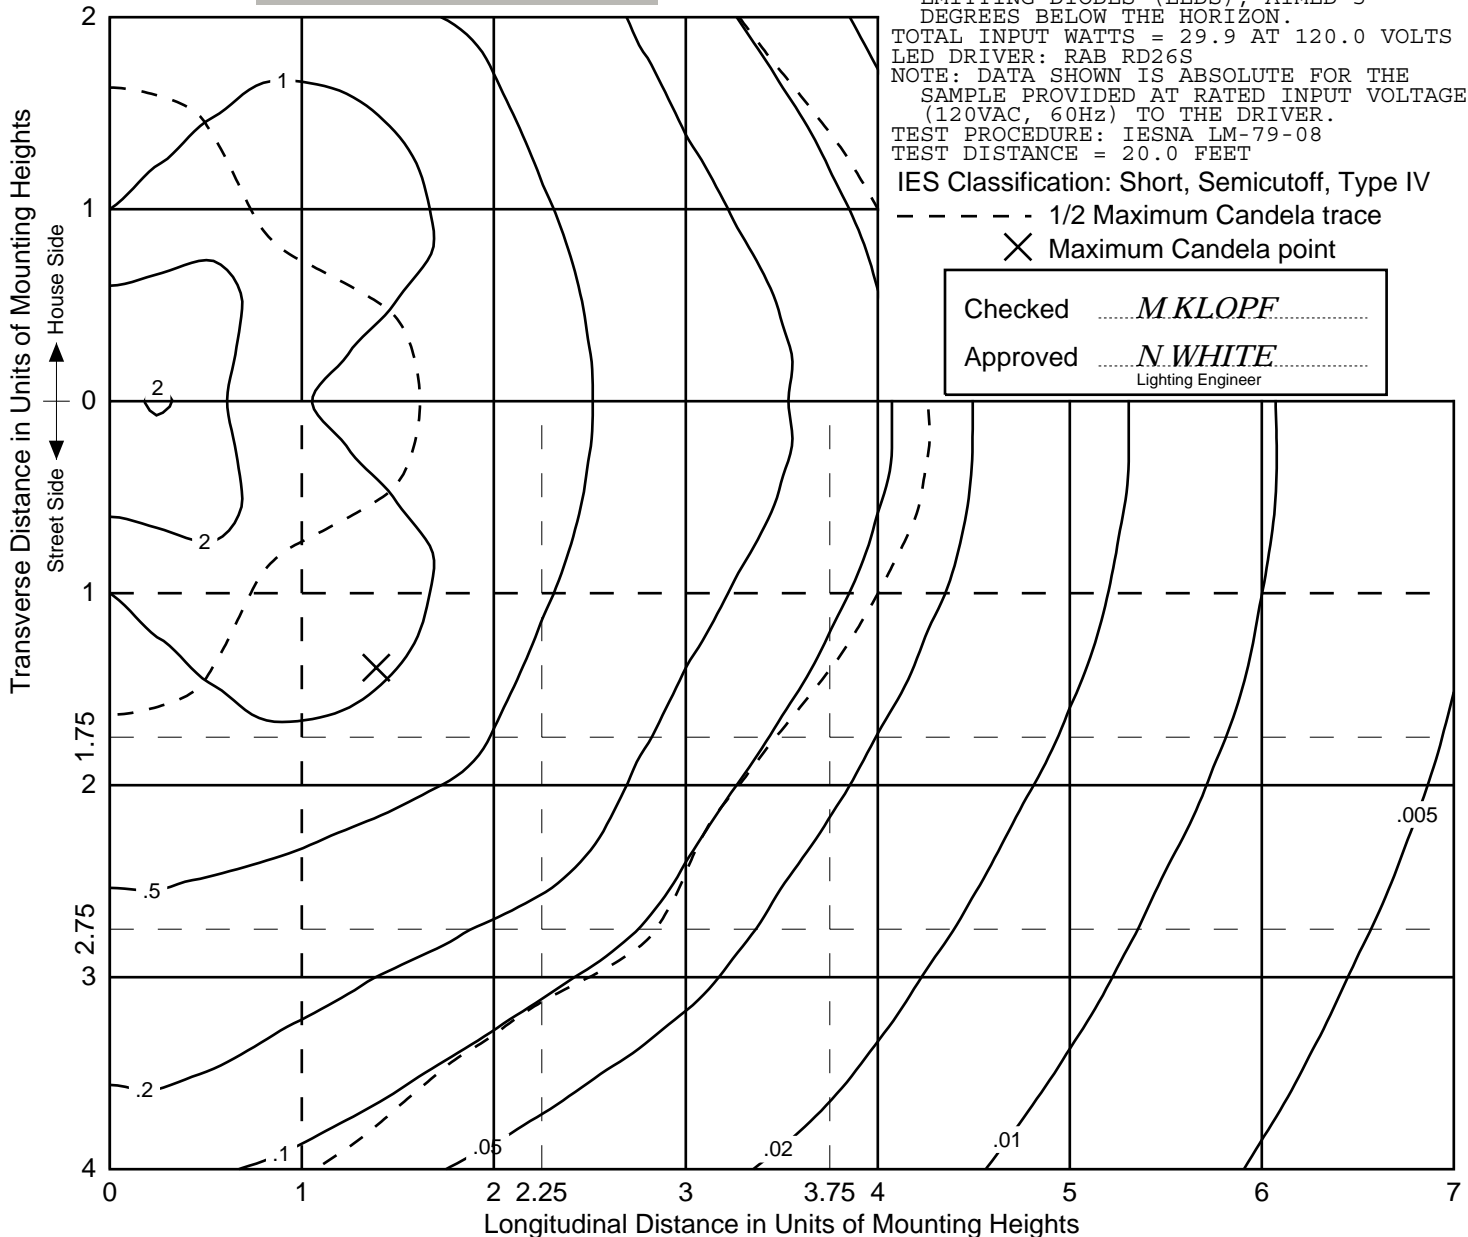 EMITTING DIODES (LEDS), AIMED 5
DEGREES BELOW THE HORIZON.
TOTAL INPUT WATTS = 29.9 AT 120.0 VOLTS
LED DRIVER: RAB RD26S
NOTE: DATA SHOWN IS ABSOLUTE FOR THE
SAMPLE PROVIDED AT RATED INPUT VOLTAGE
(120VAC, 60Hz) TO THE DRIVER.
TEST PROCEDURE: IESNA LM-79-08
TEST DISTANCE = 20.0 FEET
IES Classification: Short, Semicutoff, Type IV
1/2 Maximum Candela trace
Maximum Candela point
Checked M KLOPF
Approved N WHITE
Lighting Engineer
Transverse Distance in Units of Mounting Heights
Street Side House Side
2
1
0
1
1.75
2
2.75
3
4
1
2
2
.5
.2
.1
.05
.02
.01
.005
0 1 2 2.25 3 3.75 4 5 6 7
Longitudinal Distance in Units of Mounting Heights